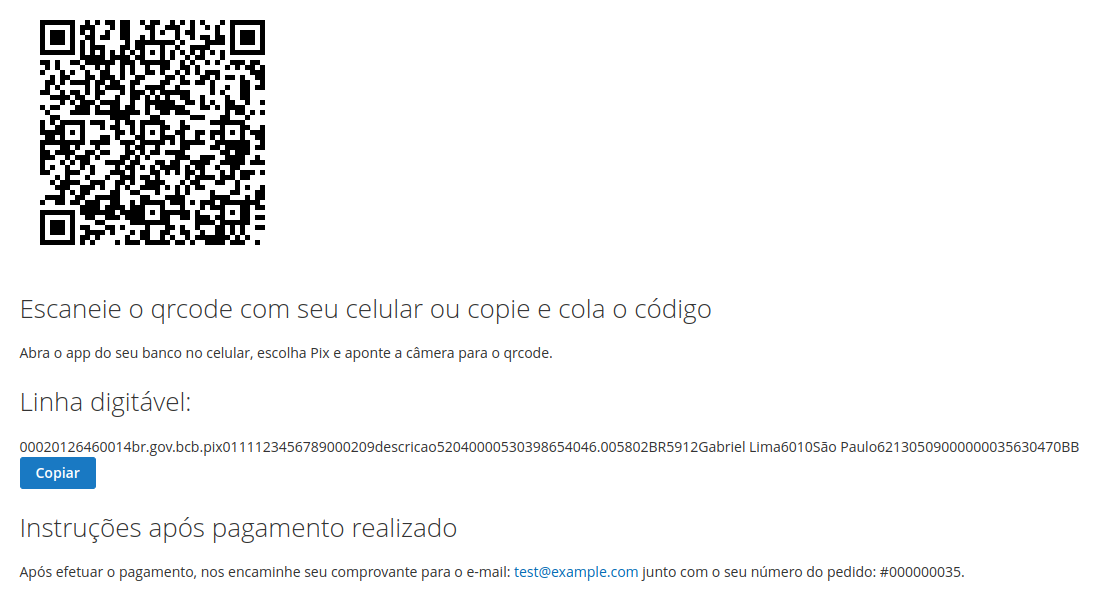 Escaneie o qrcode com seu celular ou copie e cola o código
Abra o app do seu banco no celular, escolha Pix e aponte a câmera para o qrcode.
Linha digitável:
00020126460014br.gov.bcb.pix0111123456789000209descricao52040000530398654046.005802BR5912Gabriel Lima6010São Paulo62130509000000035630470BB
Copiar
Instruções após pagamento realizado
Após efetuar o pagamento, nos encaminhe seu comprovante para o e-mail: test@example.com junto com o seu número do pedido: #000000035.